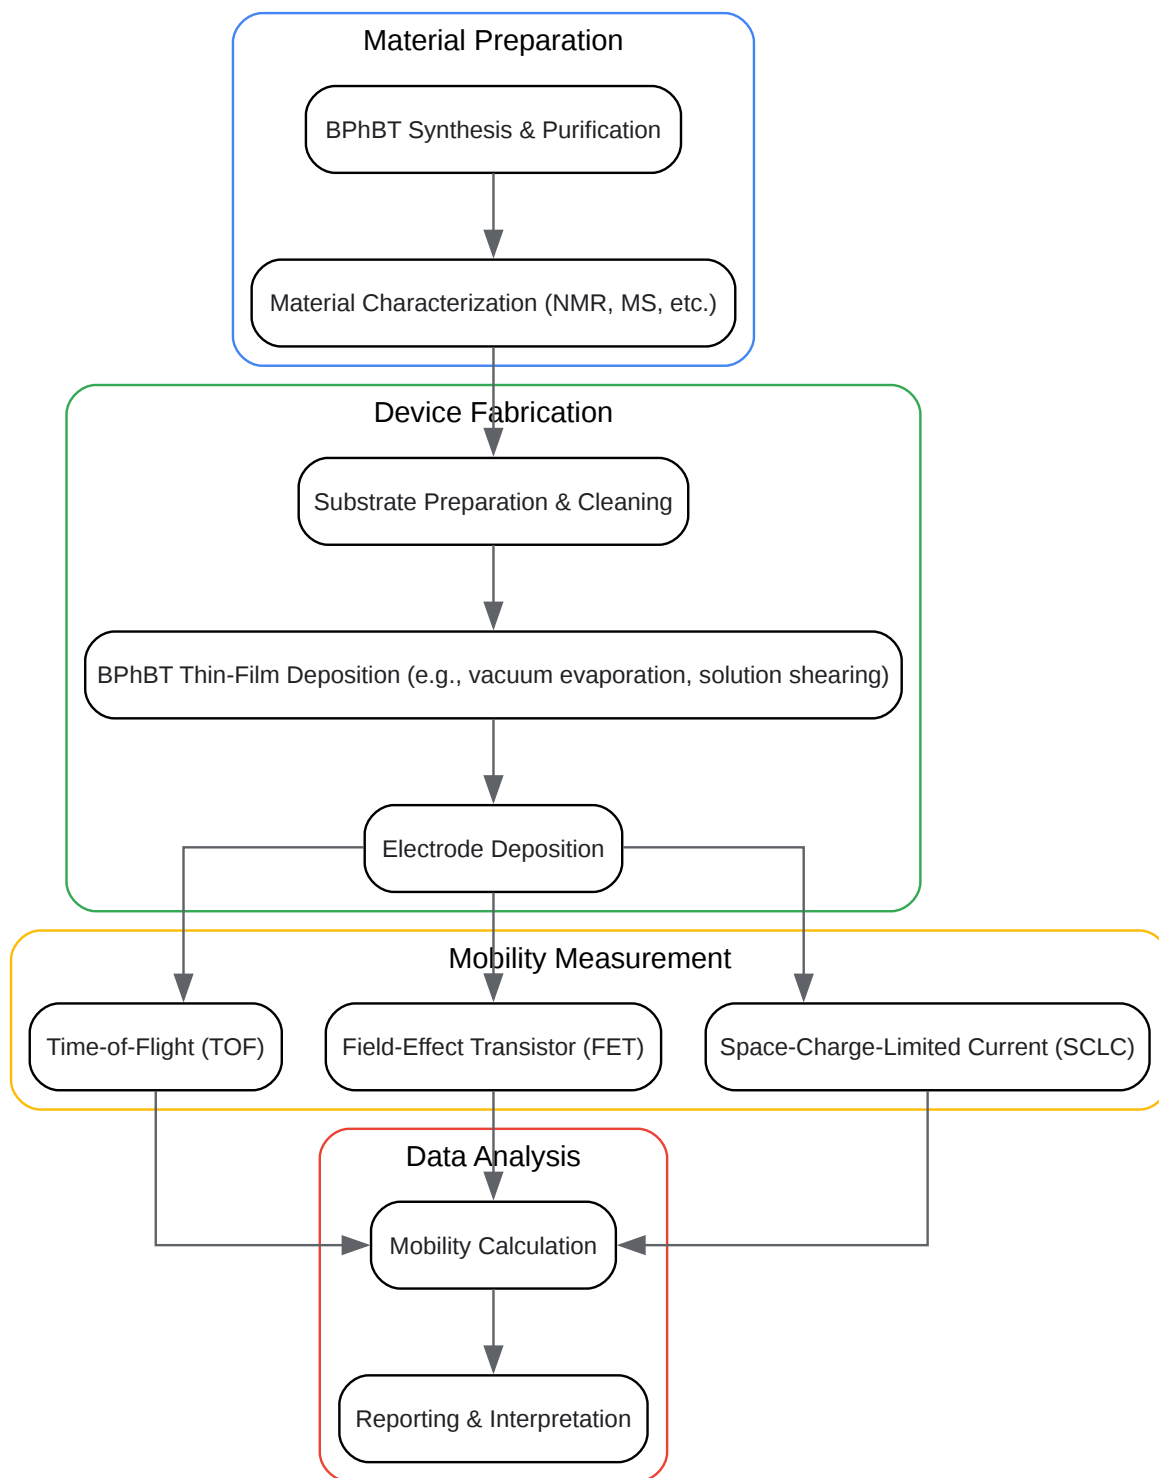 Material Preparation
BPhBT Synthesis & Purification
Material Characterization (NMR, MS, etc.)
Device Fabrication
Substrate Preparation & Cleaning
BPhBT Thin-Film Deposition (e.g., vacuum evaporation, solution shearing)
Electrode Deposition
Mobility Measurement
Time-of-Flight (TOF)
Field-Effect Transistor (FET)
Space-Charge-Limited Current (SCLC)
Data Analysis
Mobility Calculation
Reporting & Interpretation